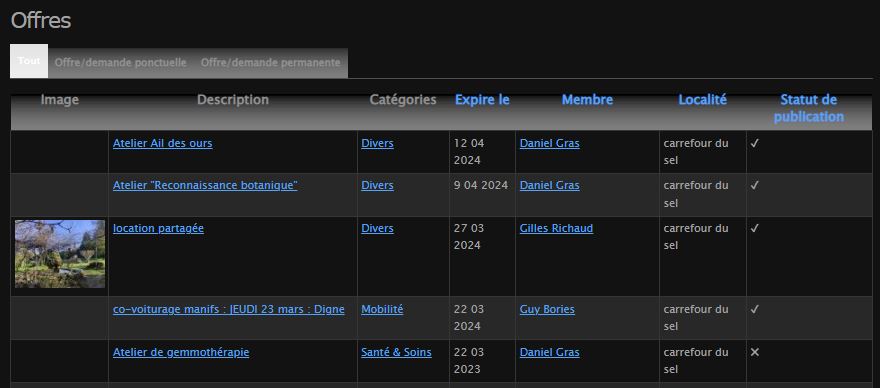 Offres
Tout Offre/demande ponctuelle Offre/demande permanente
Image Description Catégories Expire le Membre Localité Statut de
publication
Atelier Ail des ours Divers 12 04 Daniel Gras carrefour du ✓
2024 sel
Atelier "Reconnaissance botanique" Divers 9 04 2024 Daniel Gras carrefour du ✓
sel
location partagée Divers 27 03 Gilles Richaud carrefour du ✓
2024 sel
co-voiturage manifs : JEUDI 23 mars : Digne Mobilité 22 03 Guy Bories carrefour du ✓
2024 sel
Atelier de gemmothérapie Santé & Soins 22 03 Daniel Gras carrefour du ✕
2023 sel